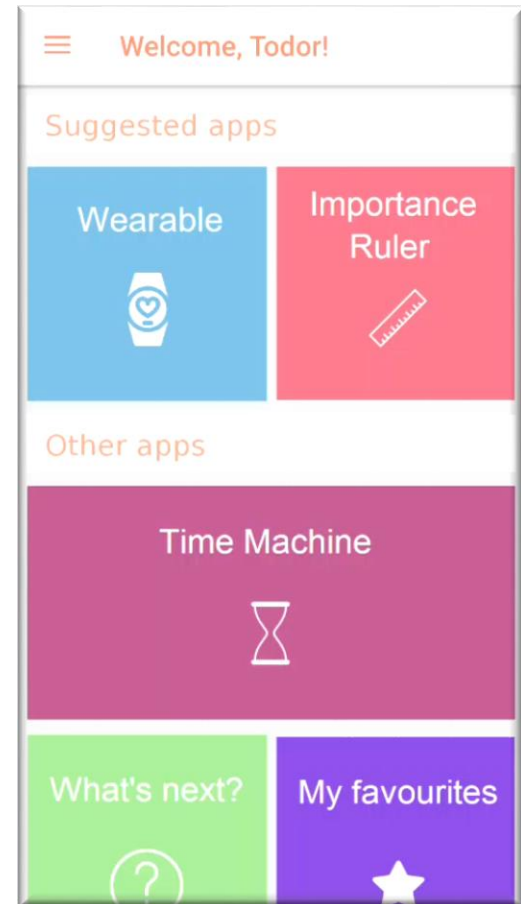 Welcome, Todor!
Suggested apps
Wearable
Importance
Ruler
Other apps
Time Machine
What's next?
My favourites
?